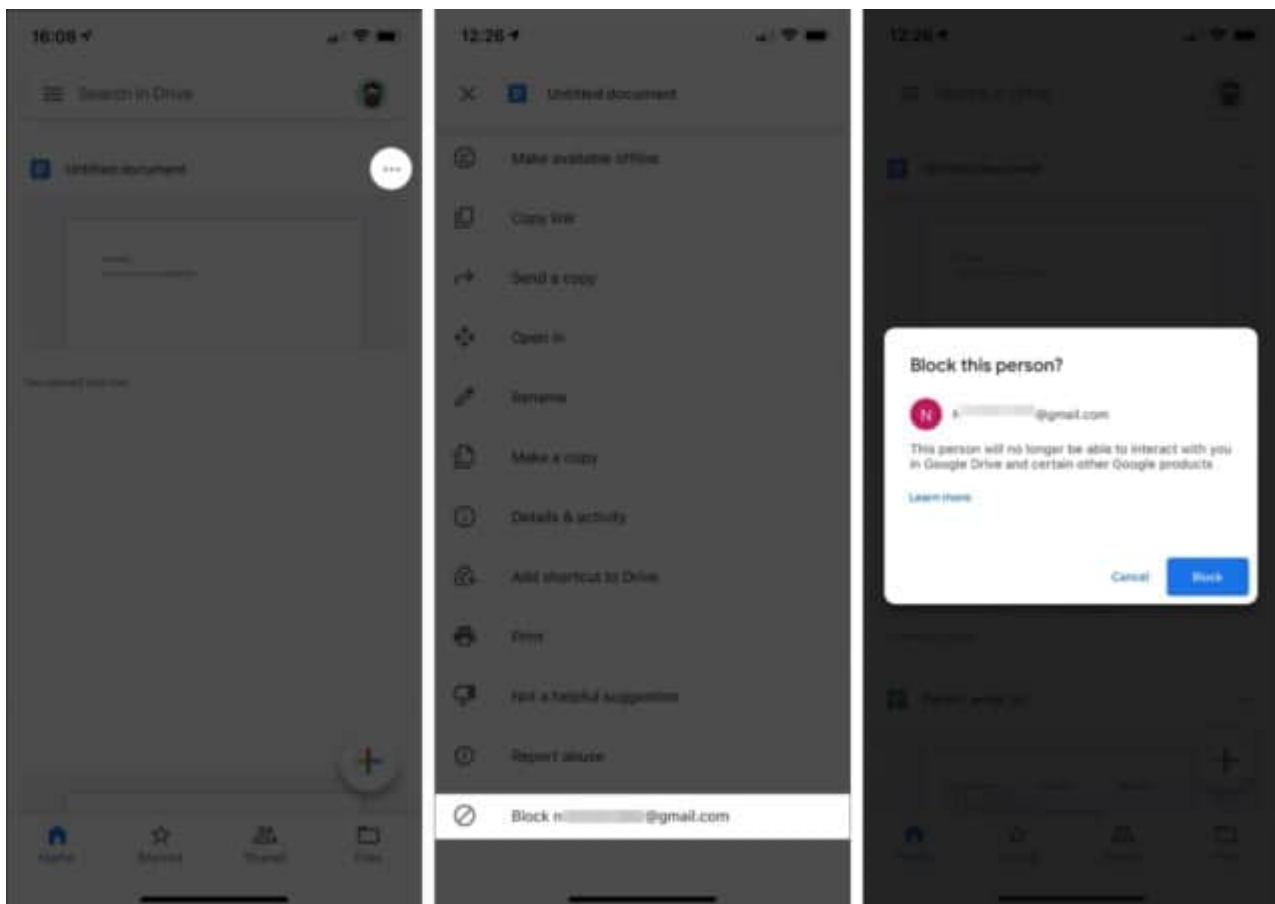 16:08
Search in Drive
Untitled document
Home
Starred
Shared
Files
12:26
Untitled document
Make available offline
Copy link
Send a copy
Open in
Rename
Make a copy
Details & activity
Add shortcut to Drive
Print
Not a helpful suggestion
Report abuse
Block n @gmail.com
12:26
Block this person?
N
@gmail.com
This person will no longer be able to interact with you
in Google Drive and certain other Google products
Learn more
Cancel
Block